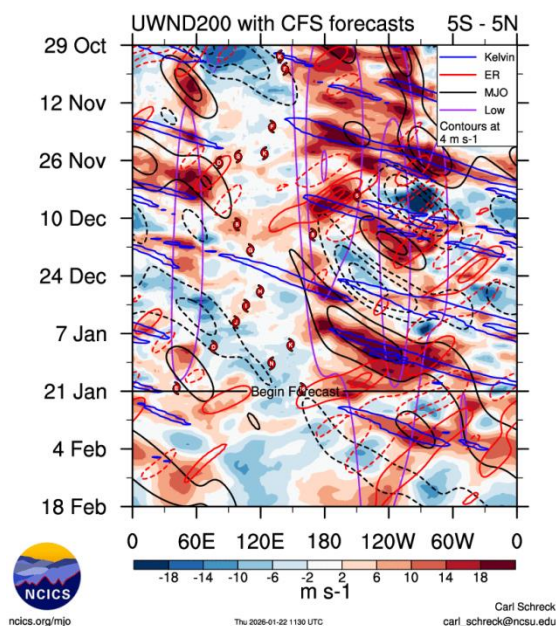 UWND200 with CFS forecasts 5S - 5N
29 Oct
12 Nov
26 Nov
10 Dec
24 Dec
7 Jan
21 Jan
4 Feb
18 Feb
Kelvin
ER
MJO
Low
Contours at
4 m s-1
Begin Forecast
0 60E 120E 180 120W 60W 0
-18 -14 -10 -6 -2 2 6 10 14 18
m s-1
NCICS
ncics.org/mjo
Thu 2026-01-22 1130 UTC
Carl Schreck
carl_schreck@ncsu.edu